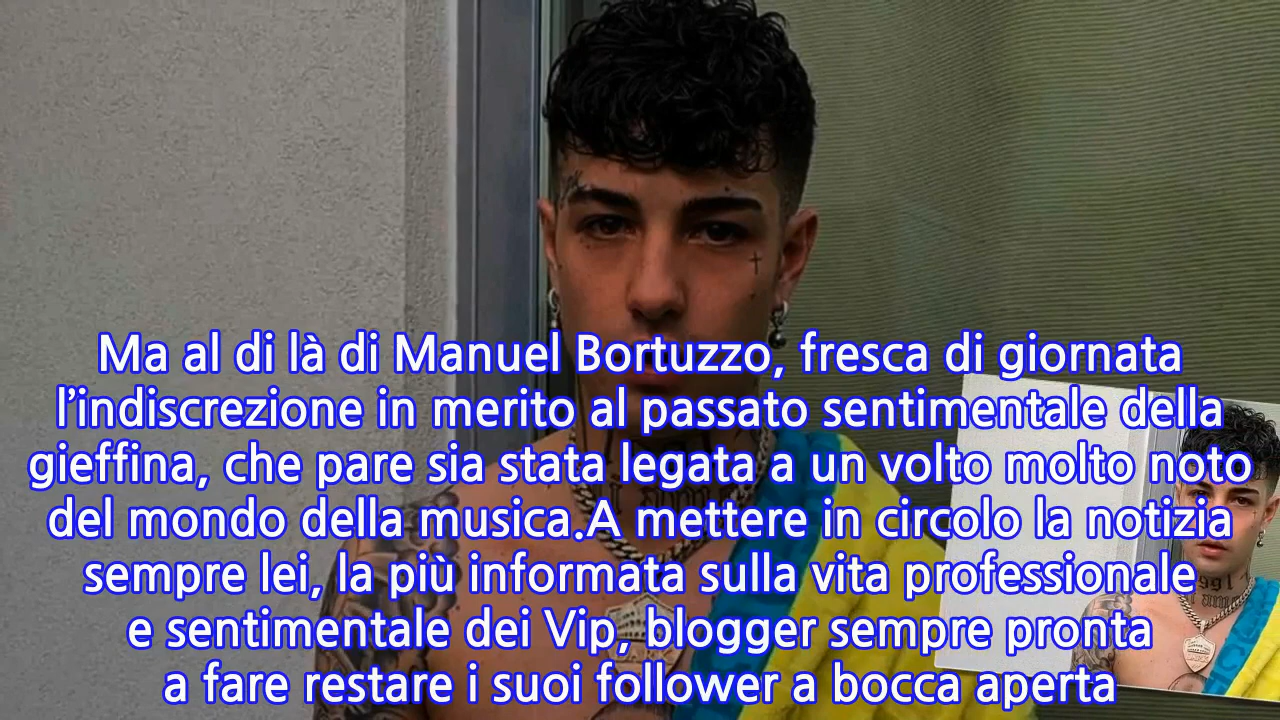 Ma al di là di Manuel Bortuzzo, fresca di giornata
l'indiscrezione in merito al passato sentimentale della
gieffina, che pare sia stata legata a un volto molto noto
del mondo della musica.A mettere in circolo la notizia
sempre lei, la più informata sulla vita professionale
e sentimentale dei Vip, blogger sempre pronta
a fare restare i suoi follower a bocca aperta